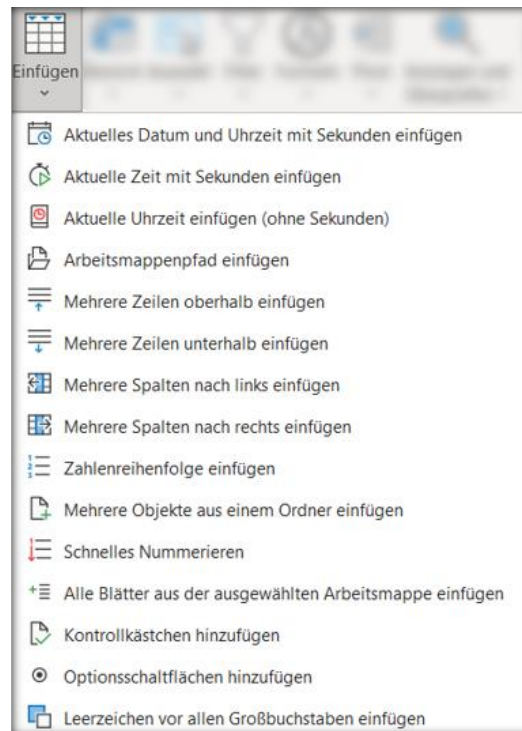 Einfügen
Aktuelles Datum und Uhrzeit mit Sekunden einfügen
Aktuelle Zeit mit Sekunden einfügen
Aktuelle Uhrzeit einfügen (ohne Sekunden)
Arbeitsmappenpfad einfügen
Mehrere Zeilen oberhalb einfügen
Mehrere Zeilen unterhalb einfügen
Mehrere Spalten nach links einfügen
Mehrere Spalten nach rechts einfügen
Zahlenreihenfolge einfügen
Mehrere Objekte aus einem Ordner einfügen
Schnelles Nummerieren
Alle Blätter aus der ausgewählten Arbeitsmappe einfügen
Kontrollkästchen hinzufügen
Optionsschaltflächen hinzufügen
Leerzeichen vor allen Großbuchstaben einfügen